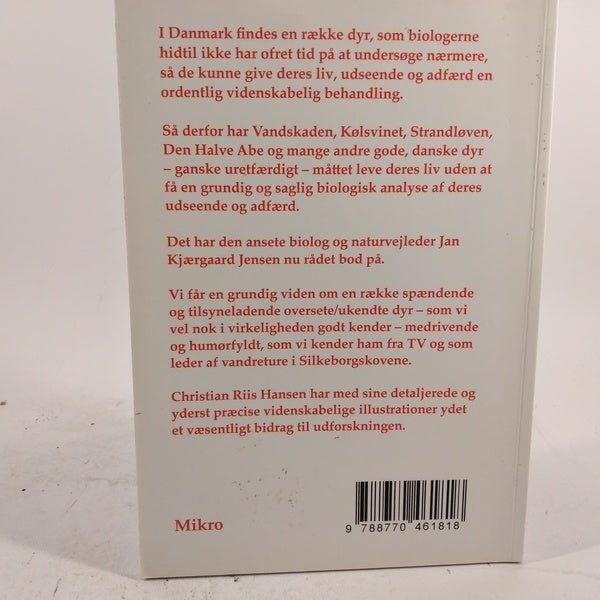 I Danmark findes en række dyr, som biologerne
hidtil ikke har ofret tid på at undersøge nærmere,
så de kunne give deres liv, udseende og adfærd en
ordentlig videnskabelig behandling.
Så derfor har Vandskaden, Kølsvinet, Strandløven,
Den Halve Abe og mange andre gode, danske dyr
– ganske uretfærdigt – måttet leve deres liv uden at
få en grundig og saglig biologisk analyse af deres
udseende og adfærd.
Det har den ansete biolog og naturvejleder Jan
Kjærgaard Jensen nu rådet bod på.
Vi får en grundig viden om en række spændende
og tilsyneladende oversete/ukendte dyr – som vi
vel nok i virkeligheden godt kender – medrivende
og humørfyldt, som vi kender ham fra TV og som
leder af vandreture i Silkeborgskovene.
Christian Riis Hansen har med sine detaljerede og
yderst præcise videnskabelige illustrationer ydet
et væsentligt bidrag til udforskningen.
Mikro
9 788770 461818